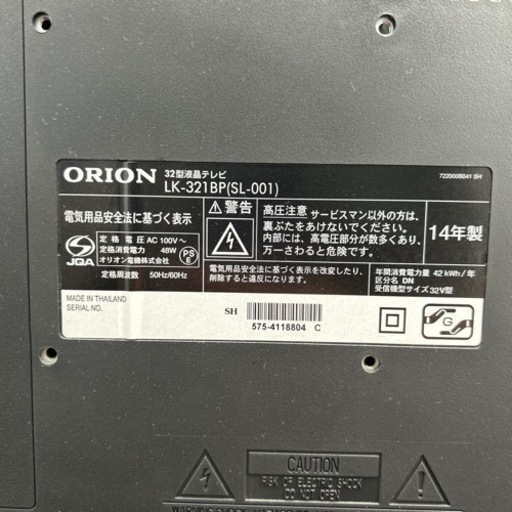 ORION
32型液晶テレビ
LK-321BP(SL-001)
722000B041 SH
電気用品安全法に基づく表示
JQA
定格電圧 AC 100V～
定格消費電力 48W
オリオン電機株式会社
定格周波数 50Hz/60Hz
PS
E
警告
高圧注意 サービスマン以外の方は、
裏ぶたをあけないでください。
内部には、高電圧部分が数多くあり、
万一さわると危険です。
電気用品安全法に基づく表示を改変したり、
削除すると違反になります。
14年製
年間消費電力量 42 kWh/年
区分名 DN
受信機型サイズ 32V型
MADE IN THAILAND
SERIAL NO.
SH
575-4118804 C
G
CAUTION
RISK OF ELECTRIC SHOCK
DO NOT OPEN